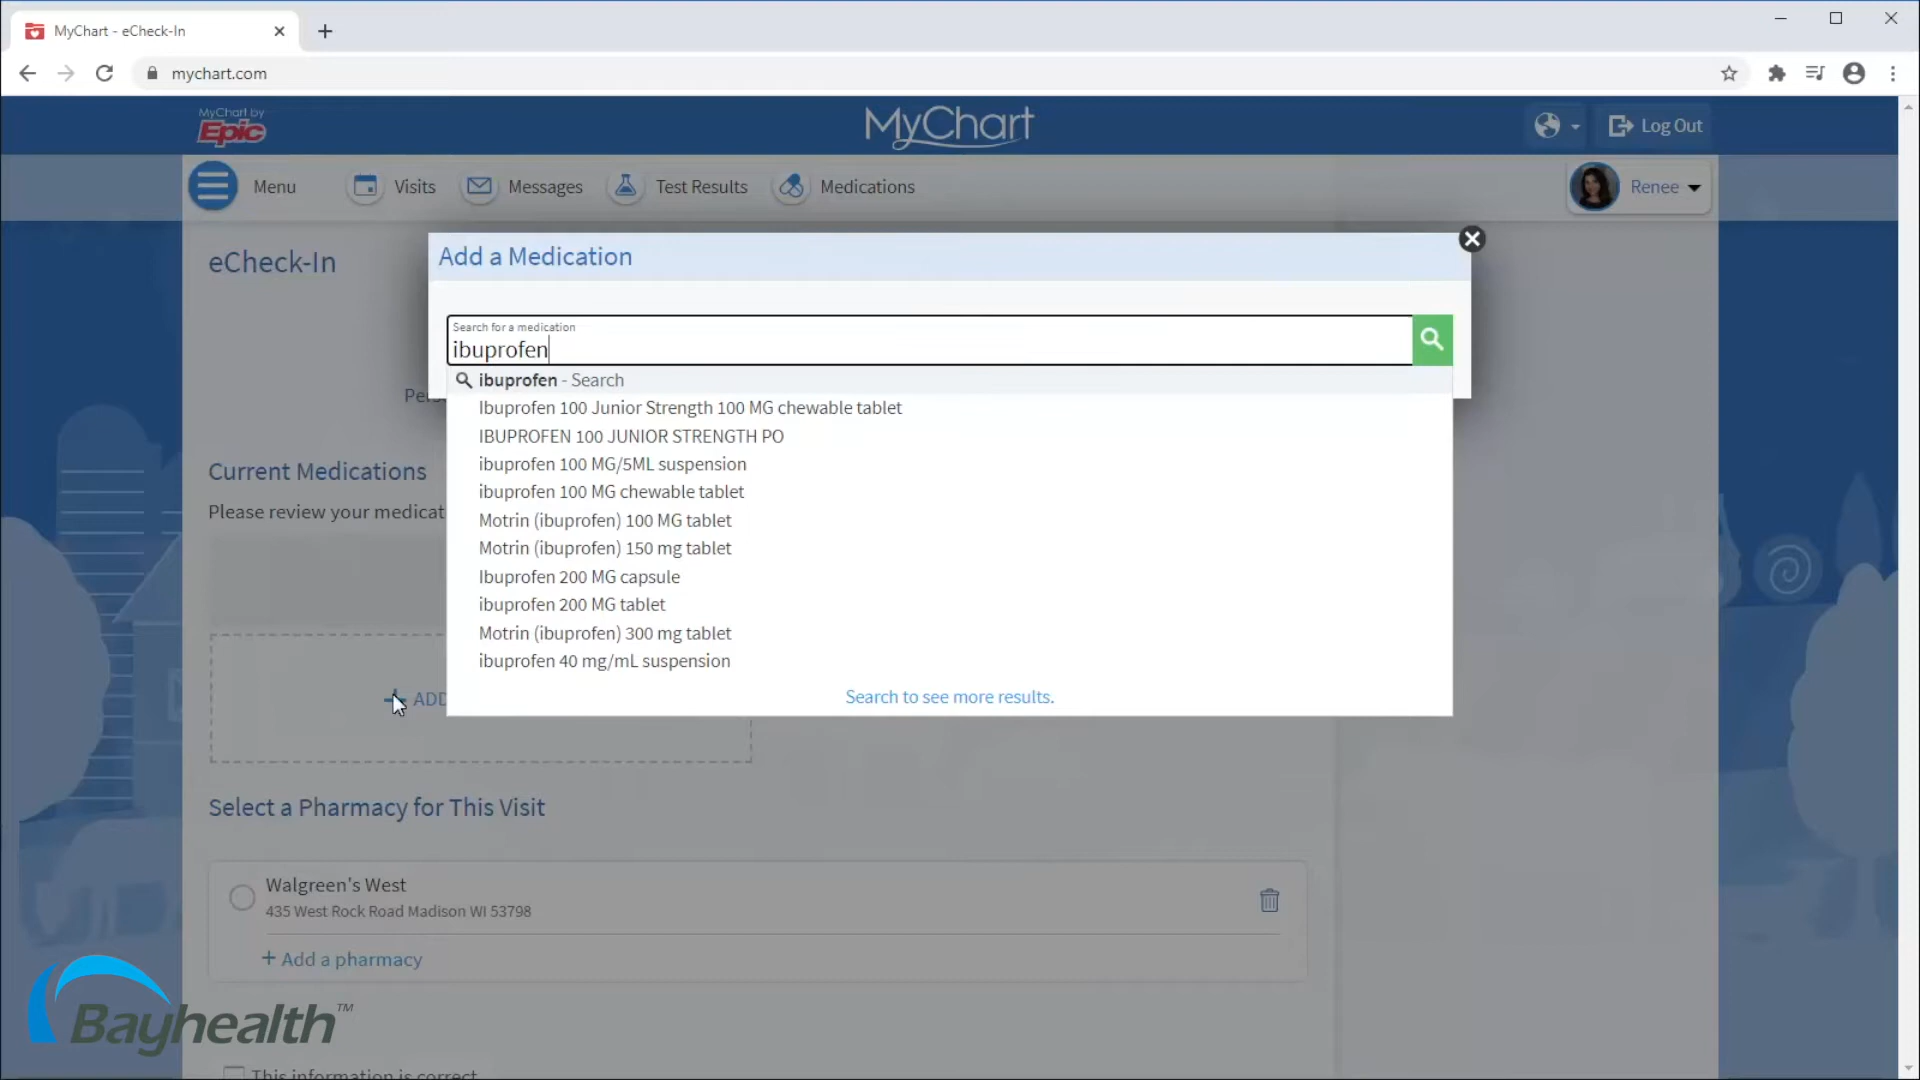 MyChart - eCheck-In
mychart.com
MyChart by
Epic
MyChart
Log Out
Menu
Visits
Messages
Test Results
Medications
Renee
eCheck-In
Add a Medication
Search for a medication
ibuprofen
ibuprofen - Search
Ibuprofen 100 Junior Strength 100 MG chewable tablet
IBUPROFEN 100 JUNIOR STRENGTH PO
ibuprofen 100 MG/5ML suspension
ibuprofen 100 MG chewable tablet
Motrin (ibuprofen) 100 MG tablet
Motrin (ibuprofen) 150 mg tablet
Ibuprofen 200 MG capsule
ibuprofen 200 MG tablet
Motrin (ibuprofen) 300 mg tablet
ibuprofen 40 mg/mL suspension
Search to see more results.
Current Medications
Please review your medicat
+ ADD
Select a Pharmacy for This Visit
Walgreen's West
435 West Rock Road Madison WI 53798
+ Add a pharmacy
Bayhealth™
This information is correct